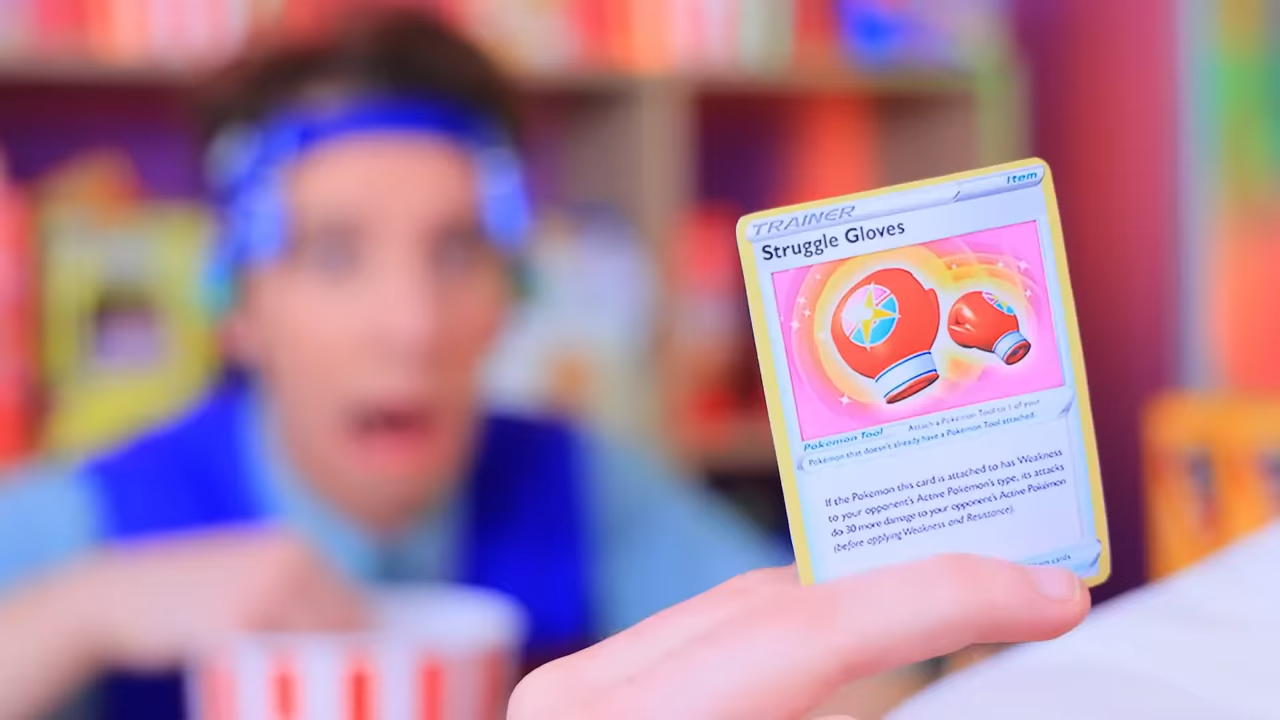 TRAINER
Item
Struggle Gloves
Pokémon Tool
Attach a Pokémon Tool to 1 of your
Pokémon that doesn't already have a Pokémon Tool attached.
If the Pokémon this card is attached to has Weakness
to your opponent's Active Pokémon's type, its attacks
do 30 more damage to your opponent's Active Pokémon
(before applying Weakness and Resistance).
cards